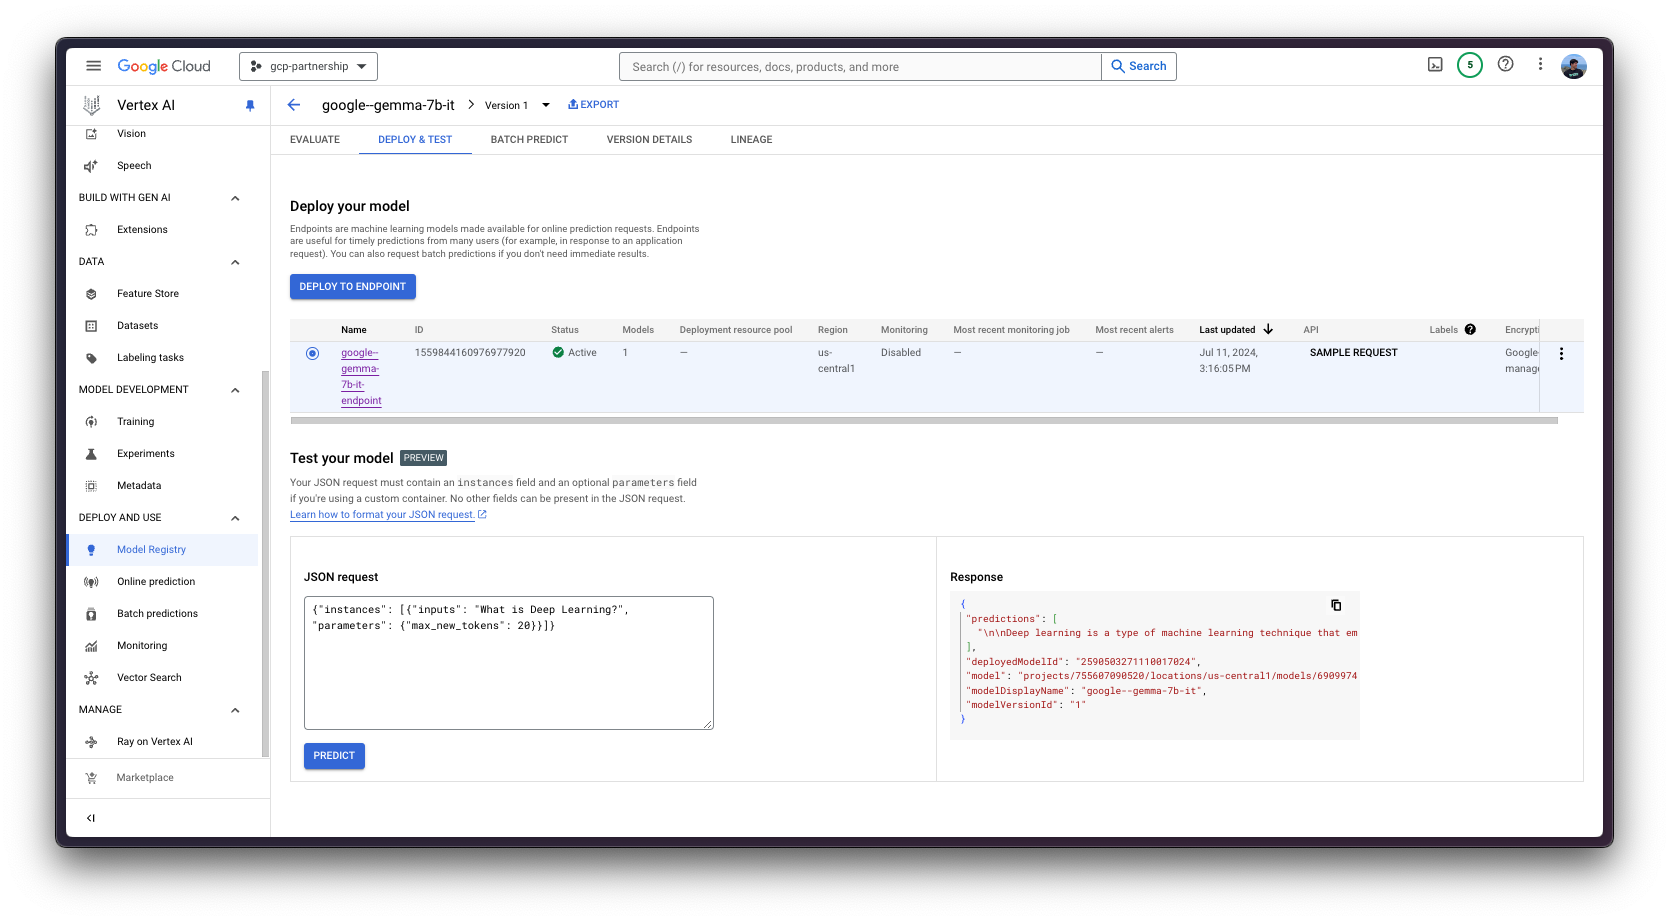 Google Cloud
gcp-partnership
Search (/) for resources, docs, products, and more
Search
5
Vertex AI
google--gemma-7b-it
Version 1
EXPORT
Vision
Speech
BUILD WITH GEN AI
Extensions
DATA
Feature Store
Datasets
Labeling tasks
MODEL DEVELOPMENT
Training
Experiments
Metadata
DEPLOY AND USE
Model Registry
Online prediction
Batch predictions
Monitoring
Vector Search
MANAGE
Ray on Vertex AI
Marketplace
EVALUATE
DEPLOY & TEST
BATCH PREDICT
VERSION DETAILS
LINEAGE
Deploy your model
Endpoints are machine learning models made available for online prediction requests. Endpoints
are useful for timely predictions from many users (for example, in response to an application
request). You can also request batch predictions if you don't need immediate results.
DEPLOY TO ENDPOINT
Name ID Status Models Deployment resource pool Region Monitoring Most recent monitoring job Most recent alerts Last updated API Labels Encrypti
google-- 1559844160976977920 Active 1 — us- Disabled — — Jul 11, 2024, SAMPLE REQUEST Google-
gemma- central1 3:16:05 PM manage
7b-it-
endpoint
Test your model PREVIEW
Your JSON request must contain an instances field and an optional parameters field
if you're using a custom container. No other fields can be present in the JSON request.
Learn how to format your JSON request.
JSON request
{"instances": [{"inputs": "What is Deep Learning?",
"parameters": {"max_new_tokens": 20}}]}
PREDICT
Response
{
"predictions": [
"\n\nDeep learning is a type of machine learning technique that em
],
"deployedModelId": "2590503271110017024",
"model": "projects/755607090520/locations/us-central1/models/6909974
"modelDisplayName": "google--gemma-7b-it",
"modelVersionId": "1"
}